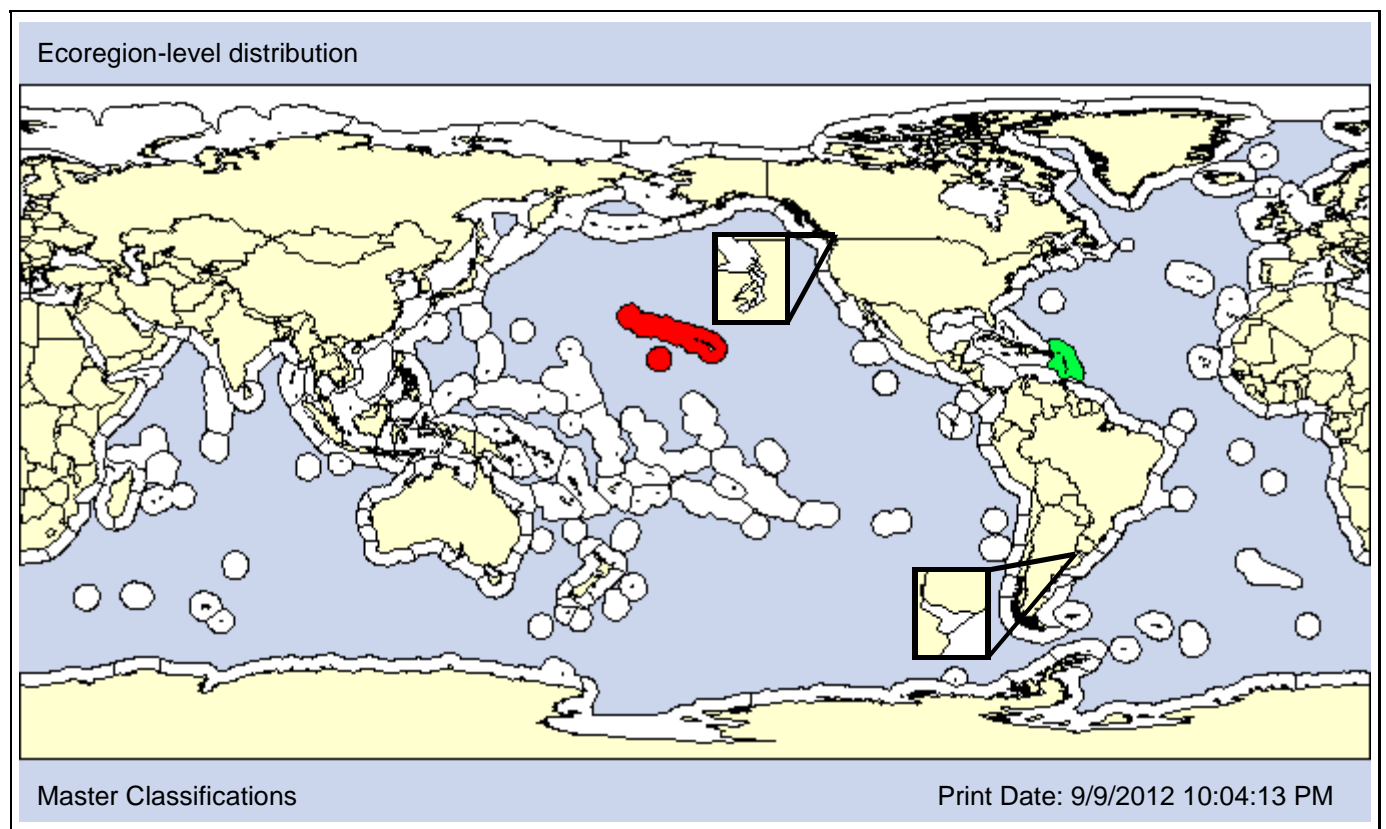 Ecoregion-level distribution
Master Classifications
Print Date: 9/9/2012 10:04:13 PM